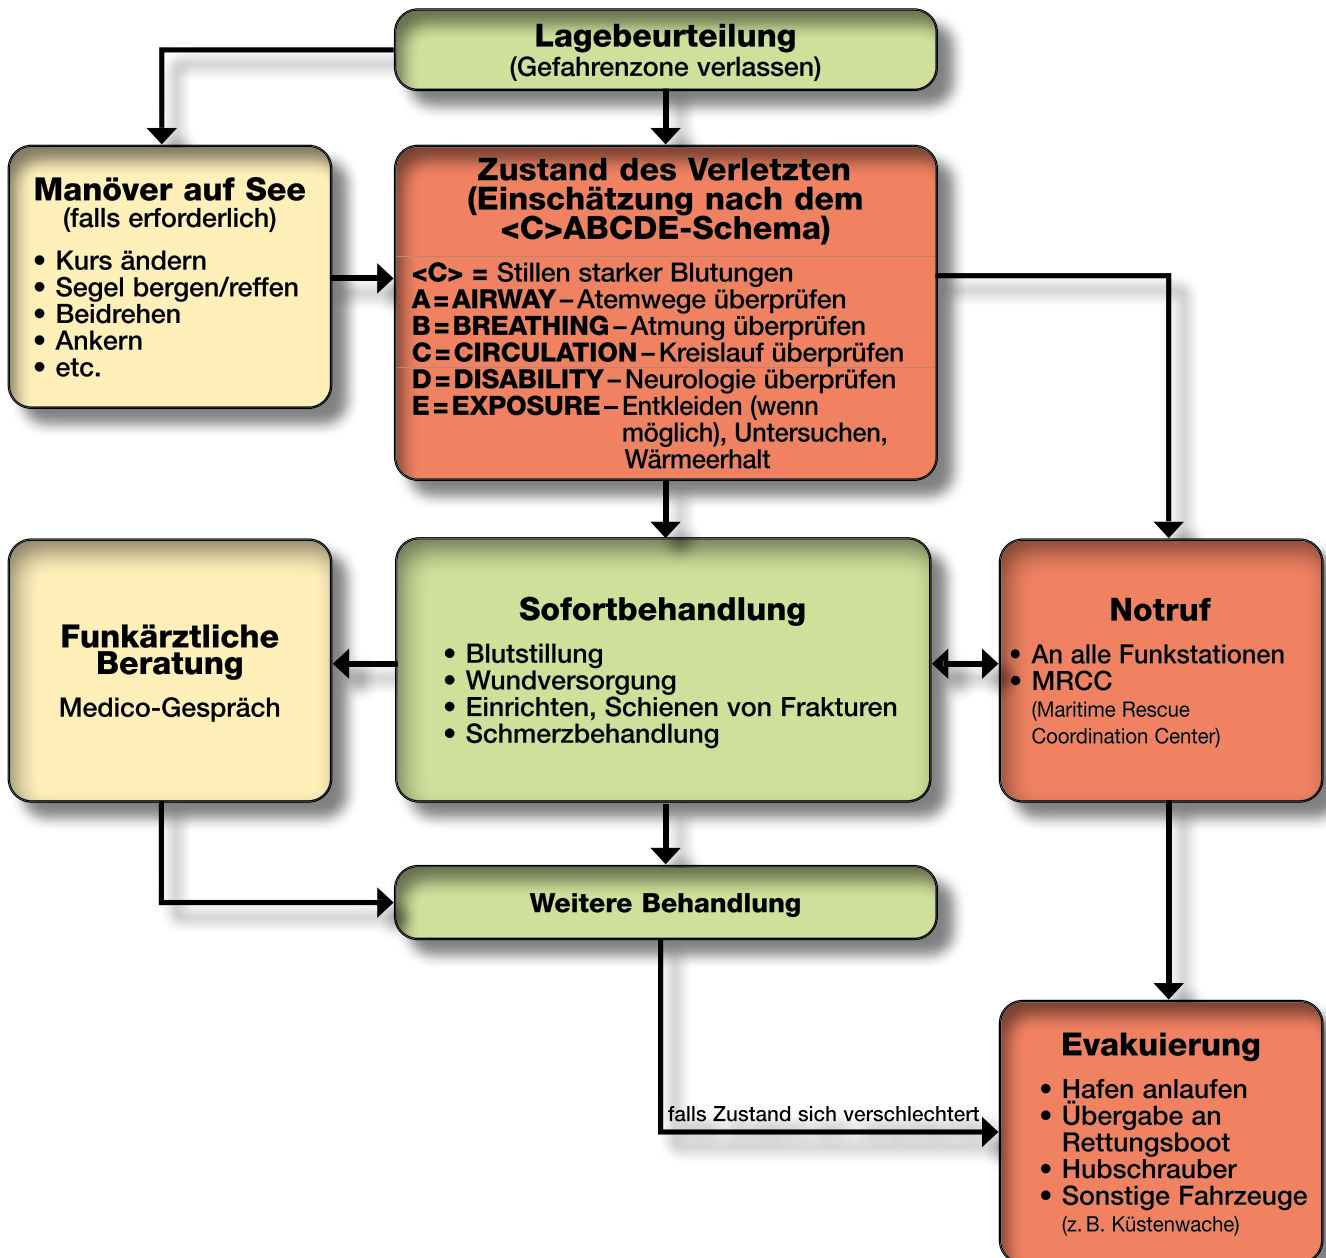 Lagebeurteilung
(Gefahrenzone verlassen)
Manöver auf See
(falls erforderlich)
• Kurs ändern
• Segel bergen/reffen
• Beidrehen
• Ankern
• etc.
Zustand des Verletzten
(Einschätzung nach dem
<C>ABCDE-Schema)
<C> = Stillen starker Blutungen
A = AIRWAY – Atemwege überprüfen
B = BREATHING – Atmung überprüfen
C = CIRCULATION – Kreislauf überprüfen
D = DISABILITY – Neurologie überprüfen
E = EXPOSURE – Entkleiden (wenn
möglich), Untersuchen,
Wärmeerhalt
Funkärztliche
Beratung
Medico-Gespräch
Sofortbehandlung
• Blutstillung
• Wundversorgung
• Einrichten, Schienen von Frakturen
• Schmerzbehandlung
Notruf
• An alle Funkstationen
• MRCC
(Maritime Rescue
Coordination Center)
Weitere Behandlung
falls Zustand sich verschlechtert
Evakuierung
• Hafen anlaufen
• Übergabe an
Rettungsboot
• Hubschrauber
• Sonstige Fahrzeuge
(z. B. Küstenwache)